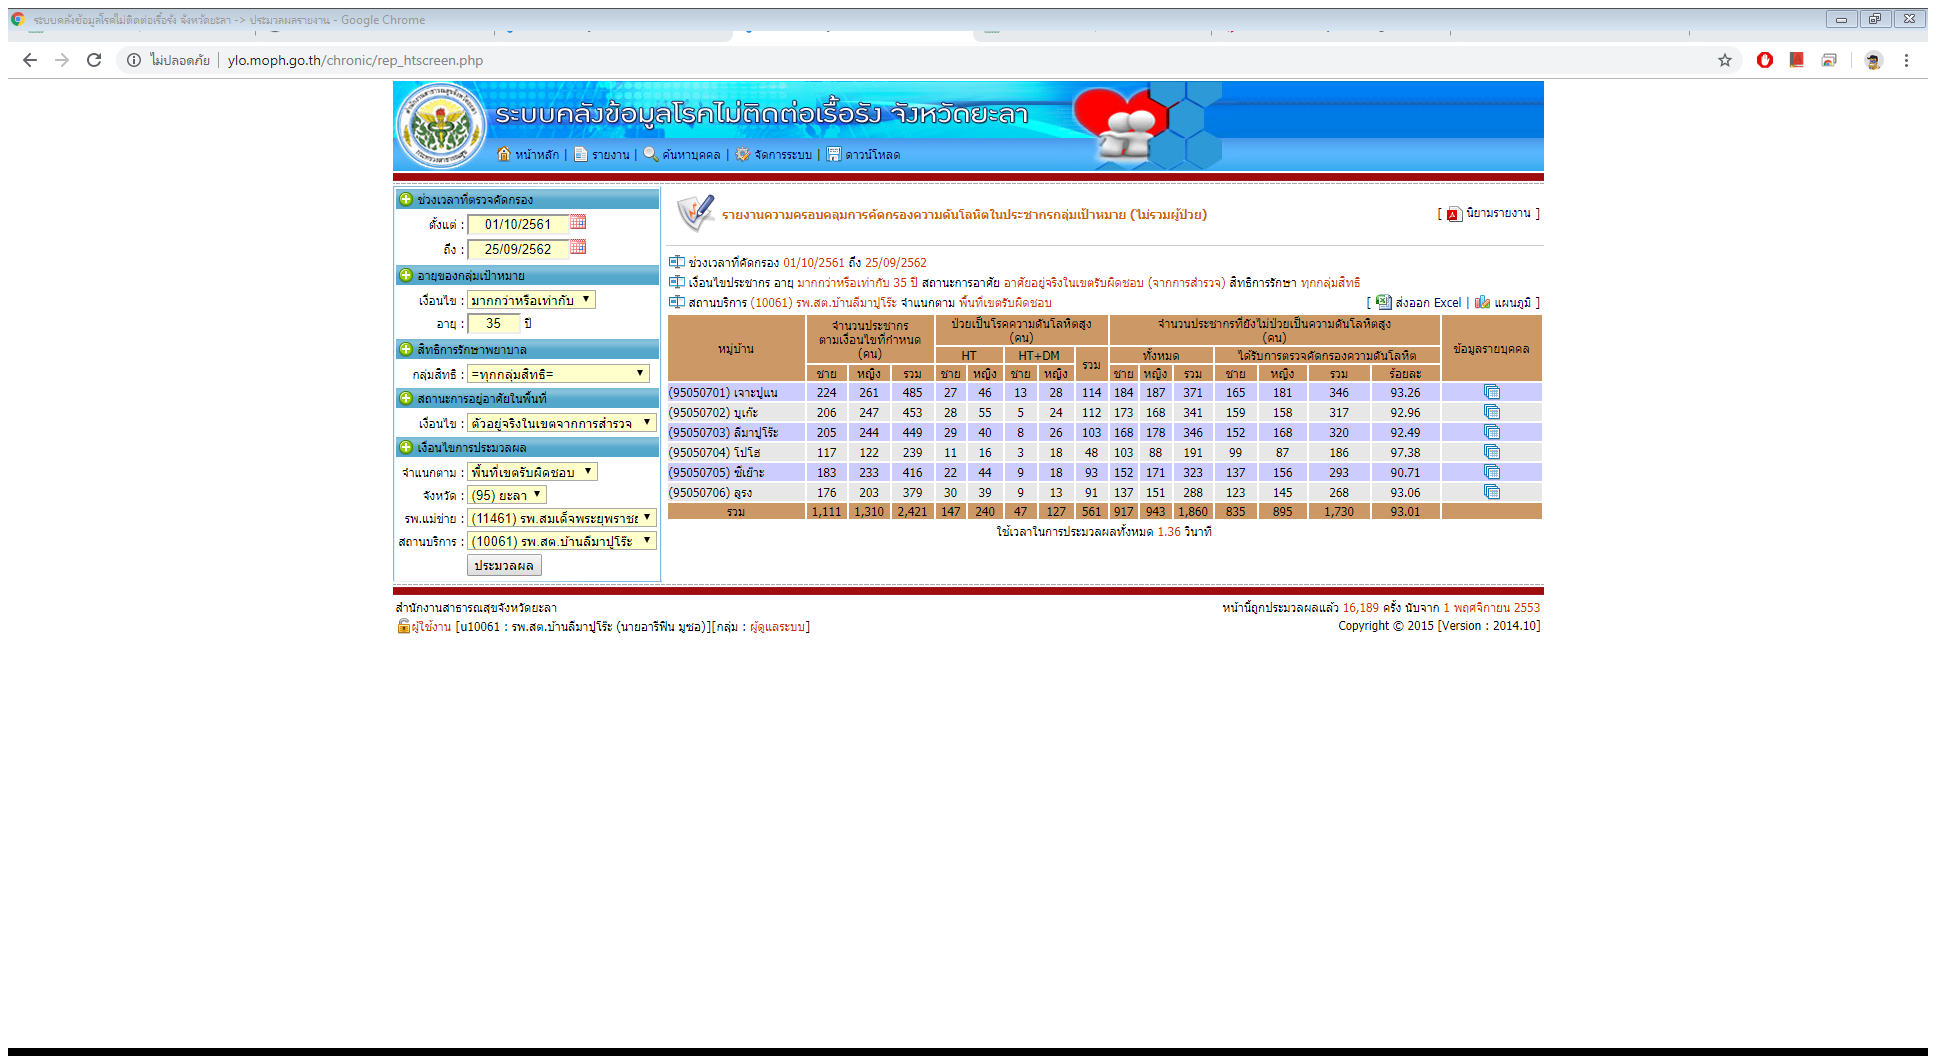 ระบบคลังข้อมูลโรคไม่ติดต่อเรื้อรัง จังหวัดยะลา -> ประมวลผลรายงาน - Google Chrome
ไม่ปลอดภัย | ylo.moph.go.th/chronic/rep_htscreen.php
ระบบคลังข้อมูลโรคไม่ติดต่อเรื้อรัง จังหวัดยะลา
หน้าหลัก | รายงาน | ค้นหาบุคคล | จัดการระบบ | ดาวน์โหลด
ช่วงเวลาที่ตรวจคัดกรอง
ตั้งแต่ : 01/10/2561
ถึง : 25/09/2562
อายุของกลุ่มเป้าหมาย
เงื่อนไข : มากกว่าหรือเท่ากับ
อายุ : 35 ปี
สิทธิการรักษาพยาบาล
กลุ่มสิทธิ : =ทุกกลุ่มสิทธิ=
สถานะการอยู่อาศัยในพื้นที่
เงื่อนไข : ตัวอยู่จริงในเขตจากการสำรวจ
เงื่อนไขการประมวลผล
จำแนกตาม : พื้นที่เขตรับผิดชอบ
จังหวัด : (95) ยะลา
รพ.แม่ข่าย : (11461) รพ.สมเด็จพระยุพราชย
สถานบริการ : (10061) รพ.สต.บ้านลีมาปูโร๊ะ
ประมวลผล
รายงานความครอบคลุมการคัดกรองความดันโลหิตในประชากรกลุ่มเป้าหมาย (ไม่รวมผู้ป่วย)
[ นิยามรายงาน ]
ช่วงเวลาที่คัดกรอง 01/10/2561 ถึง 25/09/2562
เงื่อนไขประชากร อายุ มากกว่าหรือเท่ากับ 35 ปี สถานะการอาศัย อาศัยอยู่จริงในเขตรับผิดชอบ (จากการสำรวจ) สิทธิการรักษา ทุกกลุ่มสิทธิ
สถานบริการ (10061) รพ.สต.บ้านลีมาปูโร๊ะ จำแนกตาม พื้นที่เขตรับผิดชอบ
[ ส่งออก Excel | แผนภูมิ ]
หมู่บ้าน จำนวนประชากร ตามเงื่อนไขที่กำหนด (คน) ป่วยเป็นโรคความดันโลหิตสูง (คน) จำนวนประชากรที่ยังไม่ป่วยเป็นความดันโลหิตสูง (คน) ข้อมูลรายบุคคล
HT HT+DM รวม ทั้งหมด ได้รับการตรวจคัดกรองความดันโลหิต
ชาย หญิง รวม ชาย หญิง ชาย หญิง ชาย หญิง รวม ชาย หญิง รวม ร้อยละ
(95050701) เจาะปูแน 224 261 485 27 46 13 28 114 184 187 371 165 181 346 93.26
(95050702) บูเก๊ะ 206 247 453 28 55 5 24 112 173 168 341 159 158 317 92.96
(95050703) ลีมาปูโร๊ะ 205 244 449 29 40 8 26 103 168 178 346 152 168 320 92.49
(95050704) โปโฮ 117 122 239 11 16 3 18 48 103 88 191 99 87 186 97.38
(95050705) ซีเย๊าะ 183 233 416 22 44 9 18 93 152 171 323 137 156 293 90.71
(95050706) ลูรง 176 203 379 30 39 9 13 91 137 151 288 123 145 268 93.06
รวม 1,111 1,310 2,421 147 240 47 127 561 917 943 1,860 835 895 1,730 93.01
ใช้เวลาในการประมวลผลทั้งหมด 1.36 วินาที
สำนักงานสาธารณสุขจังหวัดยะลา
ผู้ใช้งาน [u10061 : รพ.สต.บ้านลีมาปูโร๊ะ (นายอารีฟีน มูซอ)][กลุ่ม : ผู้ดูแลระบบ]
หน้านี้ถูกประมวลผลแล้ว 16,189 ครั้ง นับจาก 1 พฤศจิกายน 2553
Copyright © 2015 [Version : 2014.10]